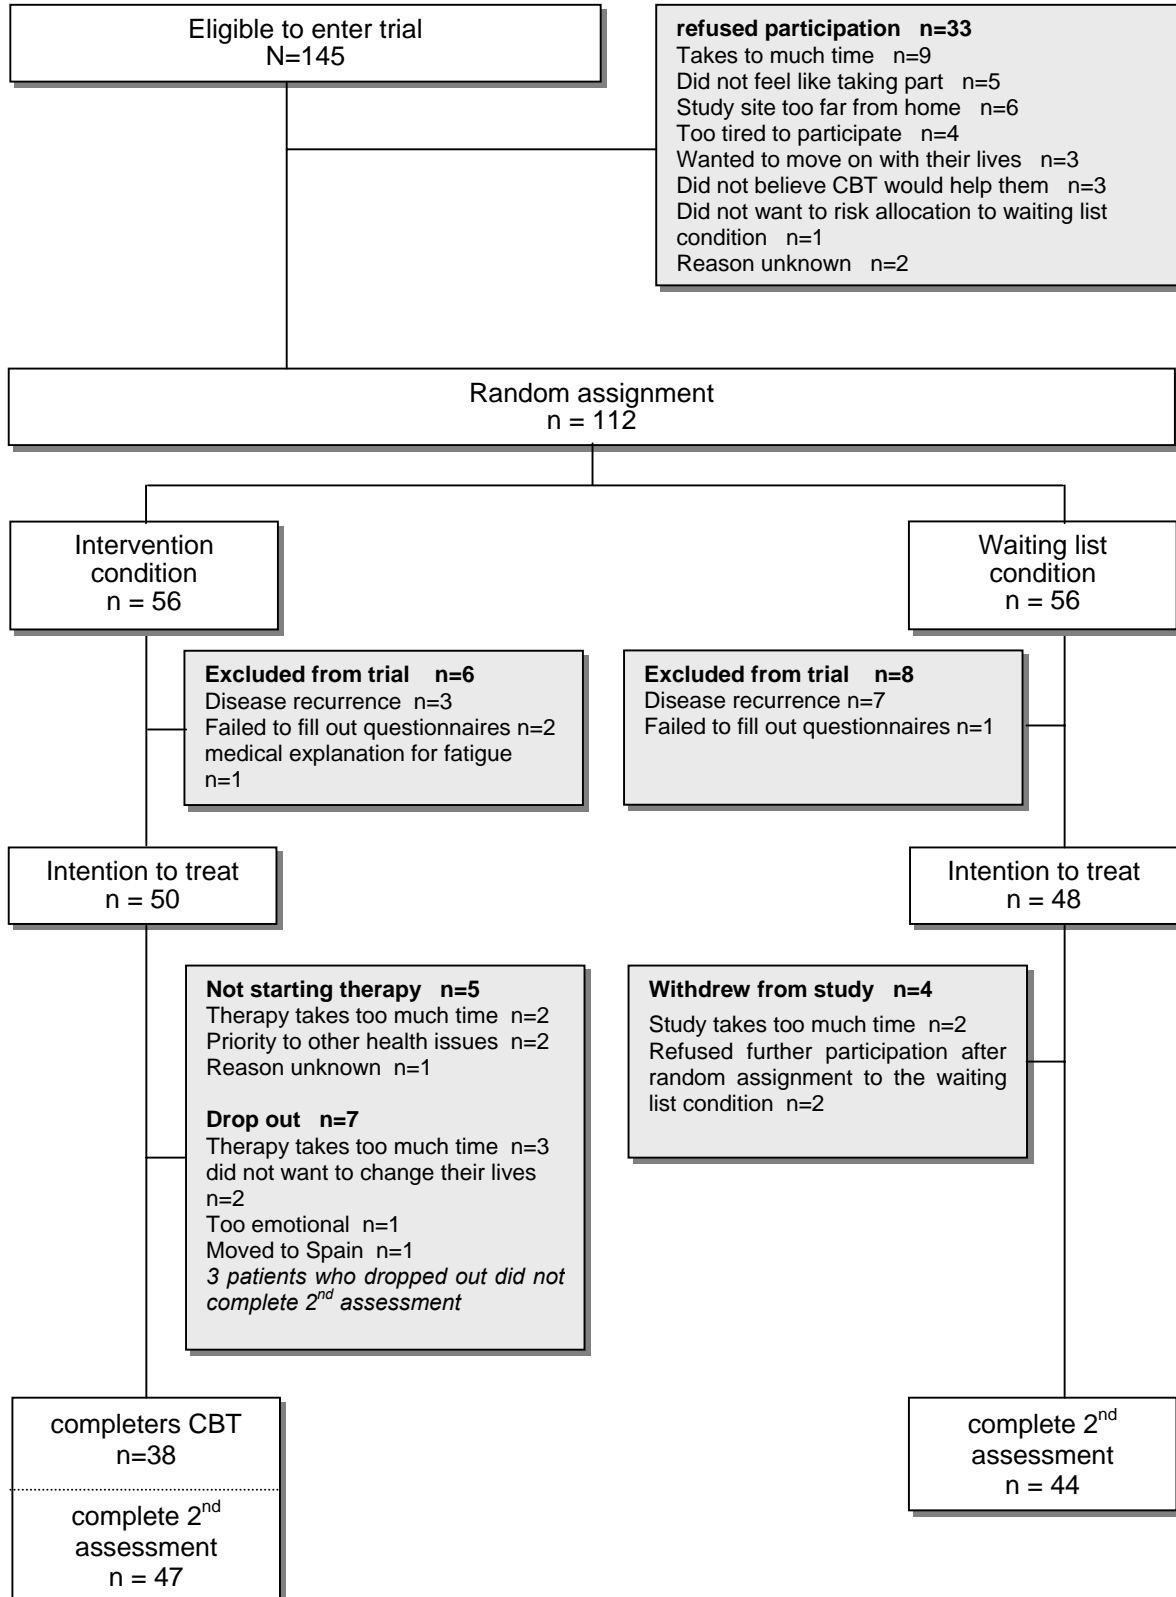 Eligible to enter trial
N=145
refused participation n=33
Takes to much time n=9
Did not feel like taking part n=5
Study site too far from home n=6
Too tired to participate n=4
Wanted to move on with their lives n=3
Did not believe CBT would help them n=3
Did not want to risk allocation to waiting list
condition n=1
Reason unknown n=2
Random assignment
n = 112
Intervention
condition
n = 56
Waiting list
condition
n = 56
Excluded from trial n=6
Disease recurrence n=3
Failed to fill out questionnaires n=2
medical explanation for fatigue
n=1
Excluded from trial n=8
Disease recurrence n=7
Failed to fill out questionnaires n=1
Intention to treat
n = 50
Intention to treat
n = 48
Not starting therapy n=5
Therapy takes too much time n=2
Priority to other health issues n=2
Reason unknown n=1
Drop out n=7
Therapy takes too much time n=3
did not want to change their lives
n=2
Too emotional n=1
Moved to Spain n=1
3 patients who dropped out did not
complete 2nd assessment
Withdrew from study n=4
Study takes too much time n=2
Refused further participation after
random assignment to the waiting
list condition n=2
completers CBT
n=38
complete 2nd
assessment
n = 47
complete 2nd
assessment
n = 44